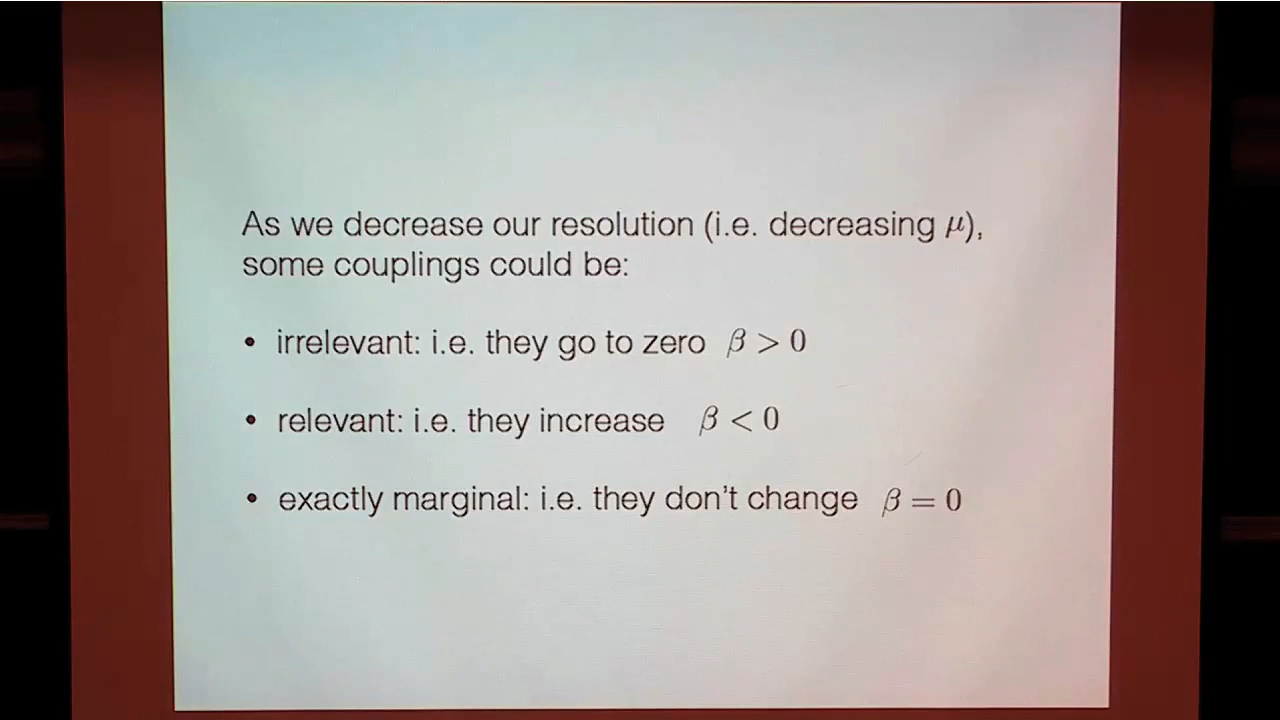 As we decrease our resolution (i.e. decreasing μ),
some couplings could be:
• irrelevant: i.e. they go to zero β > 0
• relevant: i.e. they increase β < 0
• exactly marginal: i.e. they don't change β = 0